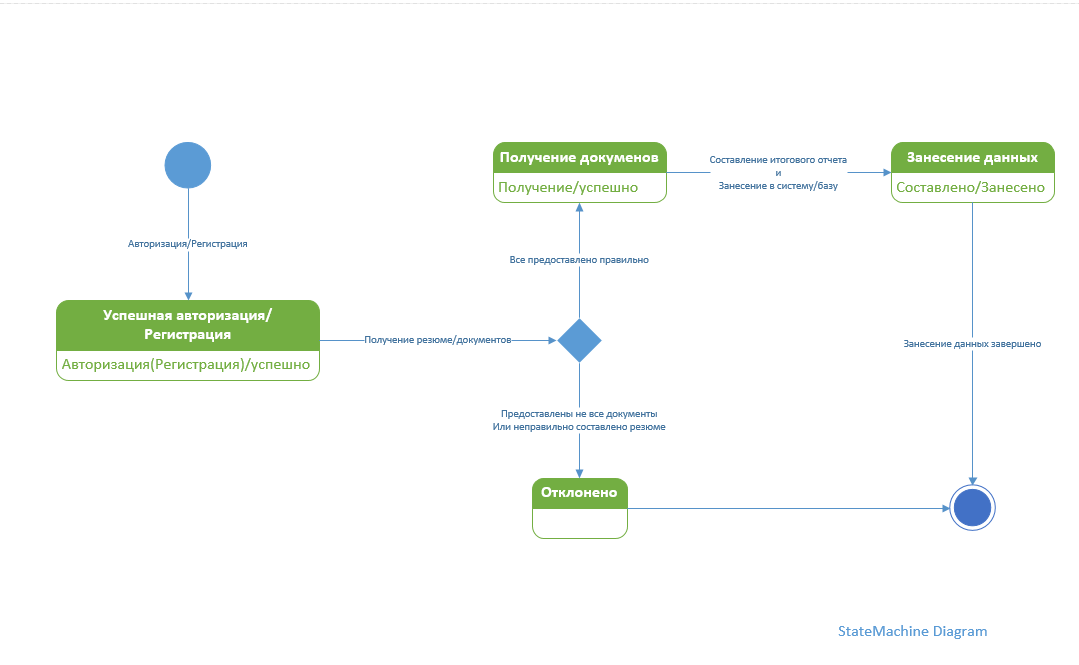 Авторизация/Регистрация
Успешная авторизация/
Регистрация
Авторизация(Регистрация)/успешно
Получение резюме/документов
Все предоставлено правильно
Получение докуменов
Получение/успешно
Составление итогового отчета
и
Занесение в систему/базу
Занесение данных
Составлено/Занесено
Занесение данных завершено
Предоставлены не все документы
Или неправильно составлено резюме
Отклонено
StateMachine Diagram